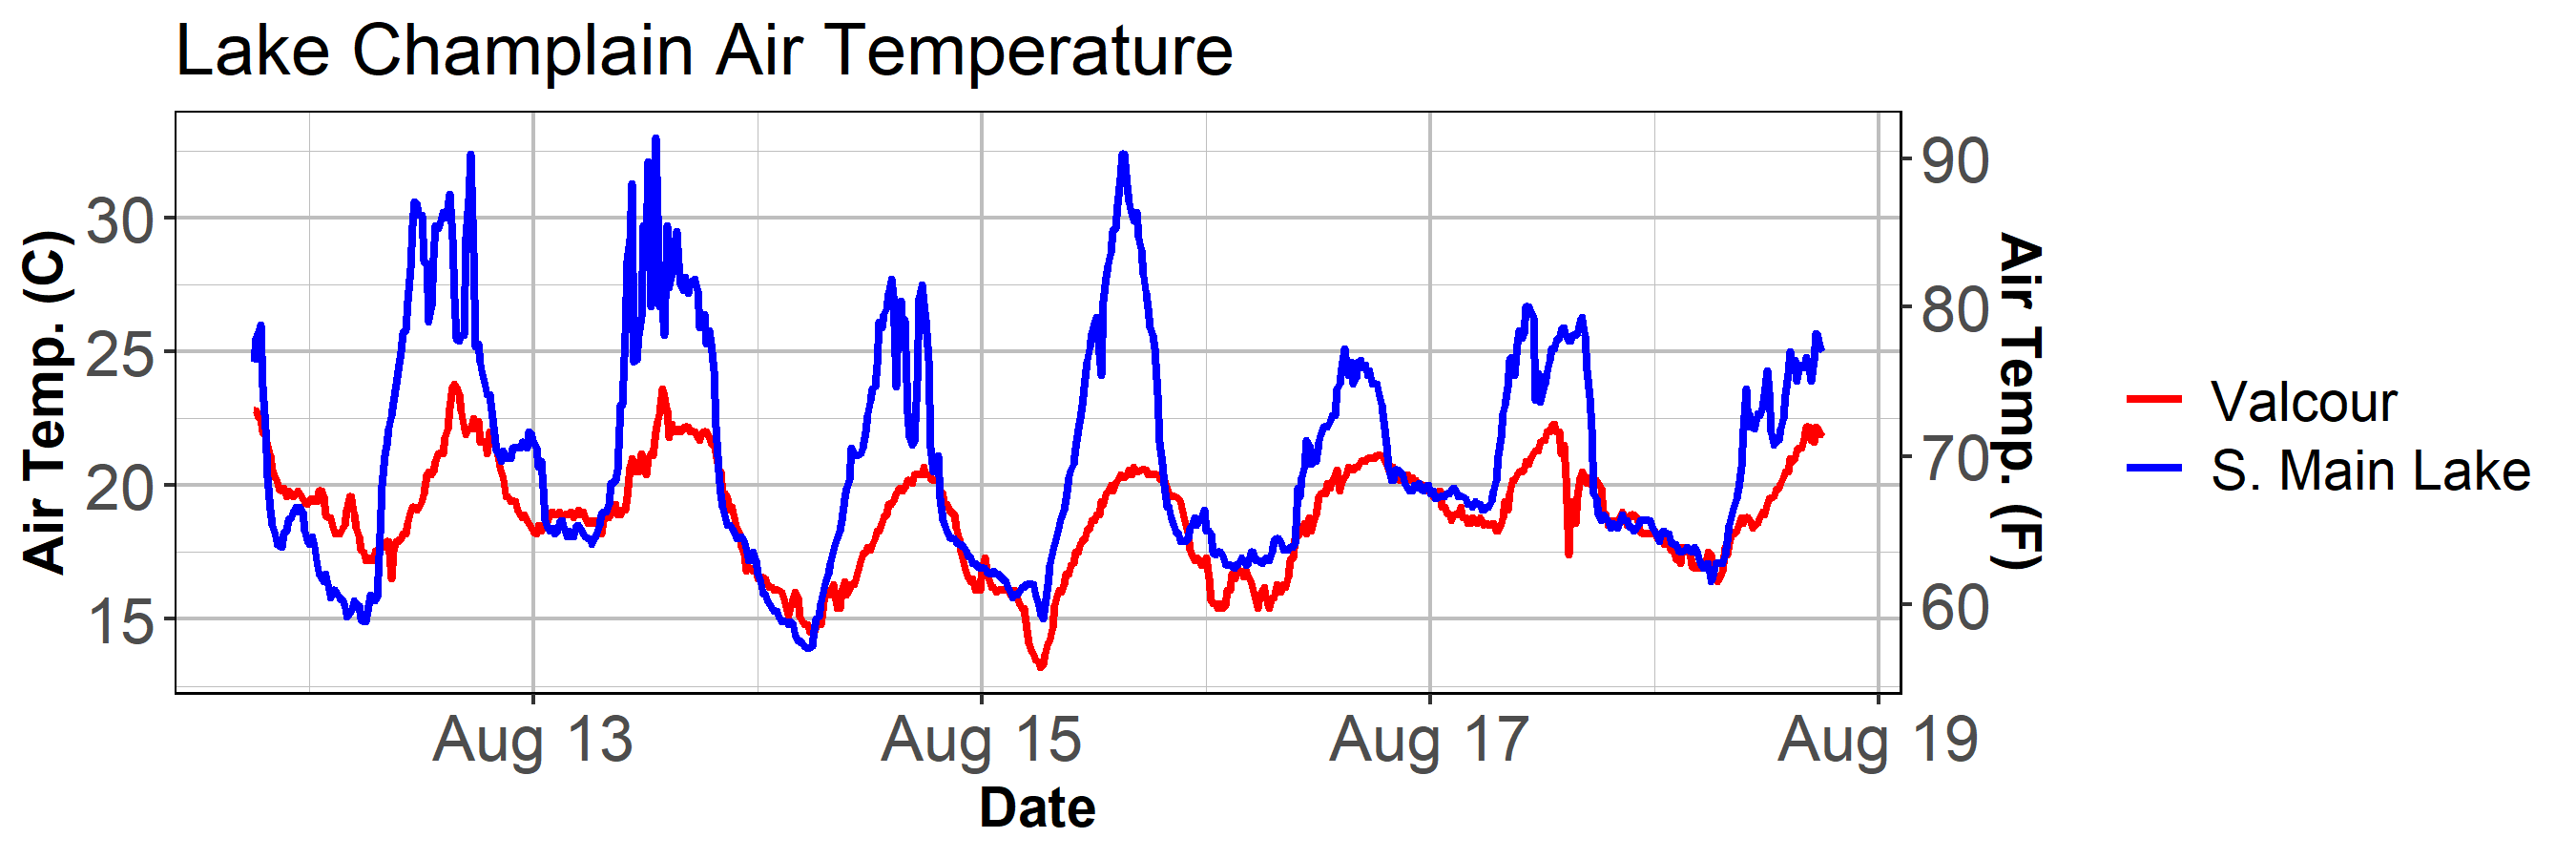 Lake Champlain Air Temperature
Air Temp. (C)
30
25
20
15
90
80
70
60
Air Temp. (F)
Aug 13
Aug 15
Aug 17
Aug 19
Date
Valcour
S. Main Lake